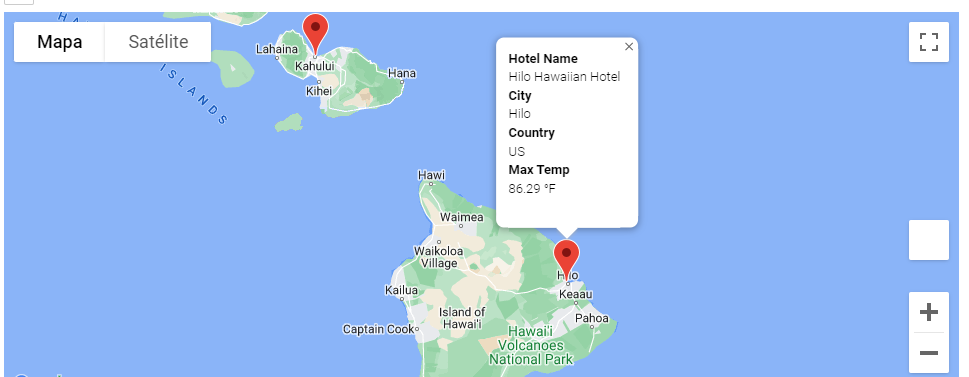 HA
ISLANDS
Mapa
Satélite
Lahaina
Kahului
Kihei
Hana
Hotel Name
Hilo Hawaiian Hotel
City
Hilo
Country
US
Max Temp
86.29 °F
Hawi
Waimea
Waikoloa
Village
Hilo
Keaau
Kailua
Island of
Hawai'i
Pahoa
Captain Cook
Hawai'i
Volcanoes
National Park